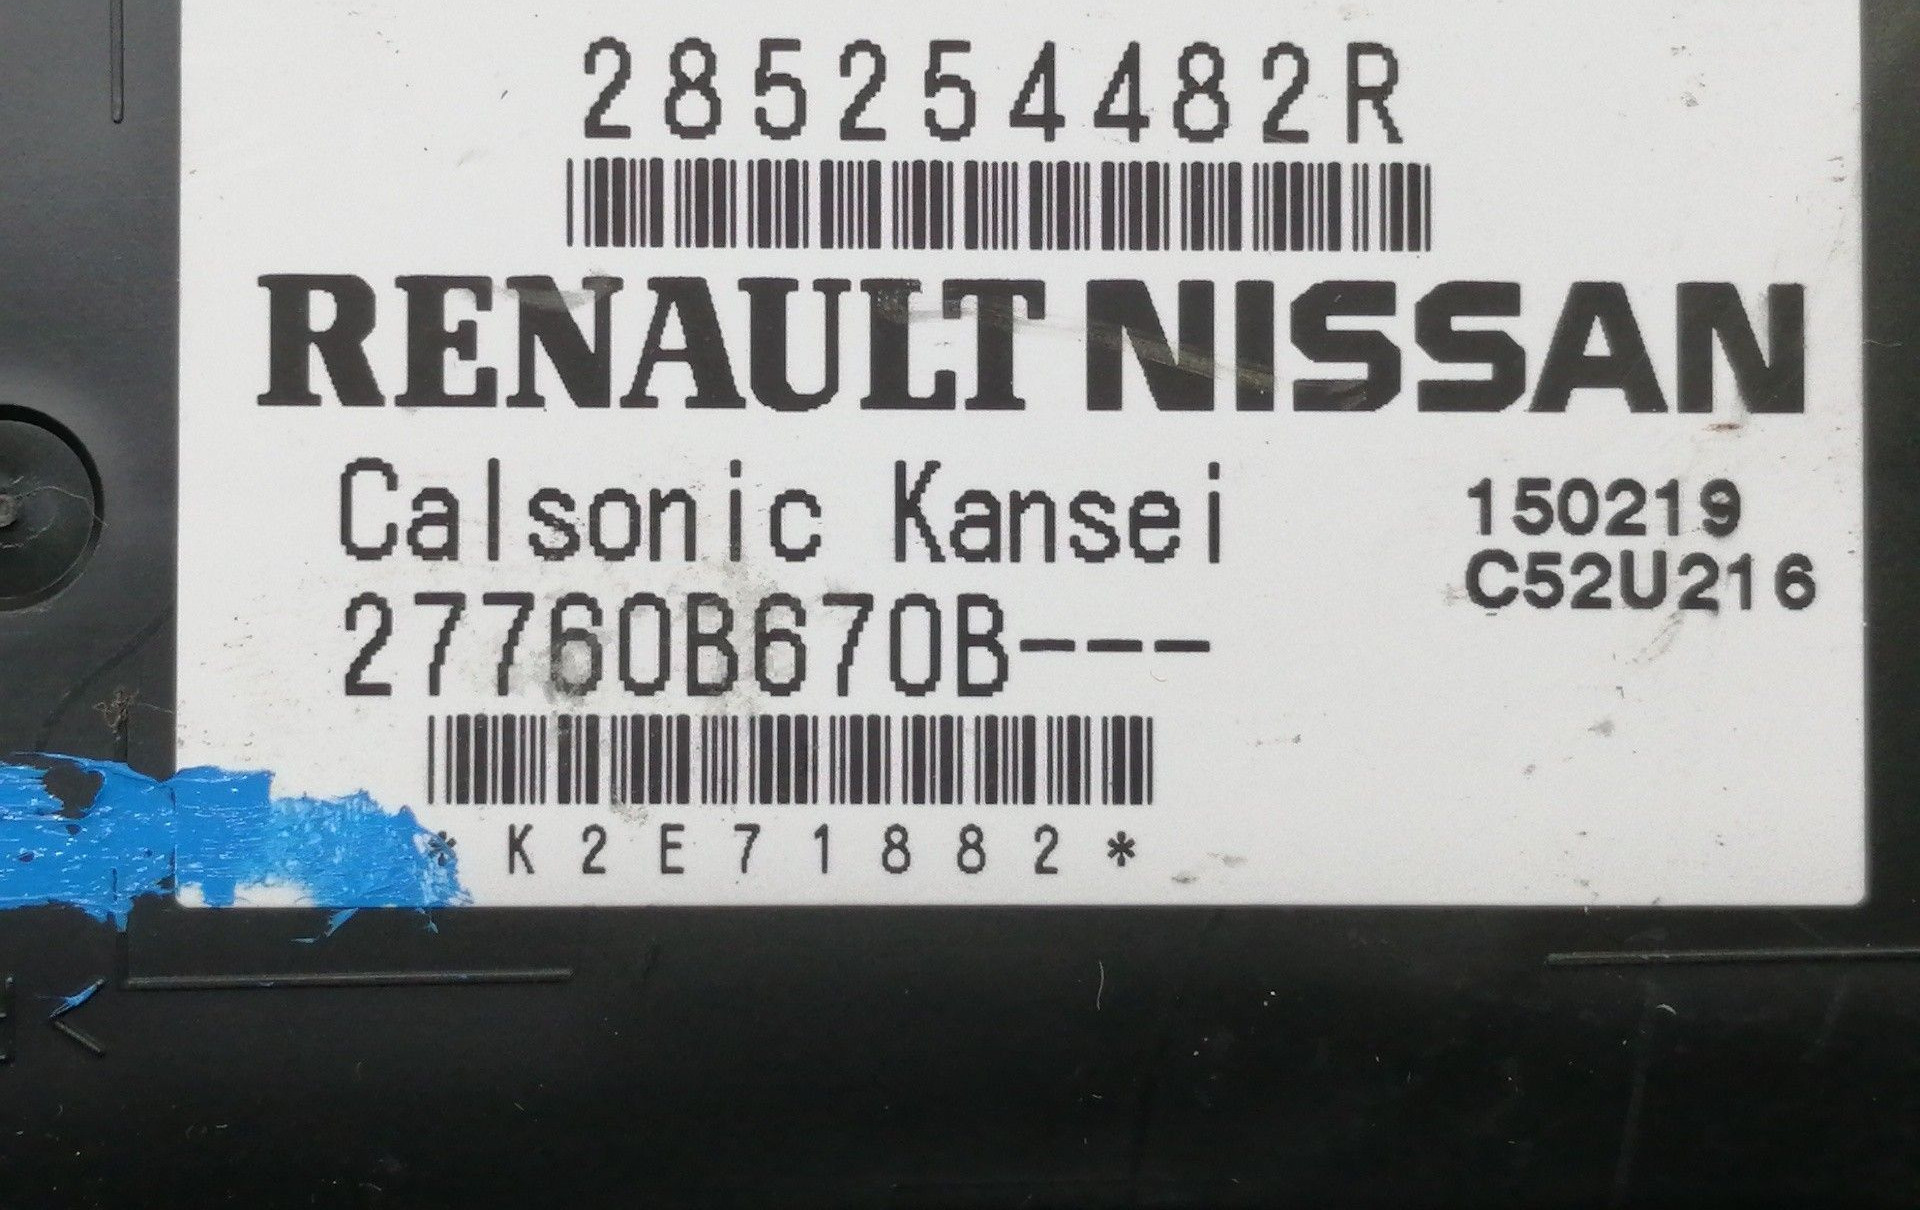 285254482R
RENAULT NISSAN
Calsonic Kansei
150219
C52U216
27760B670B---
*K2E71882*